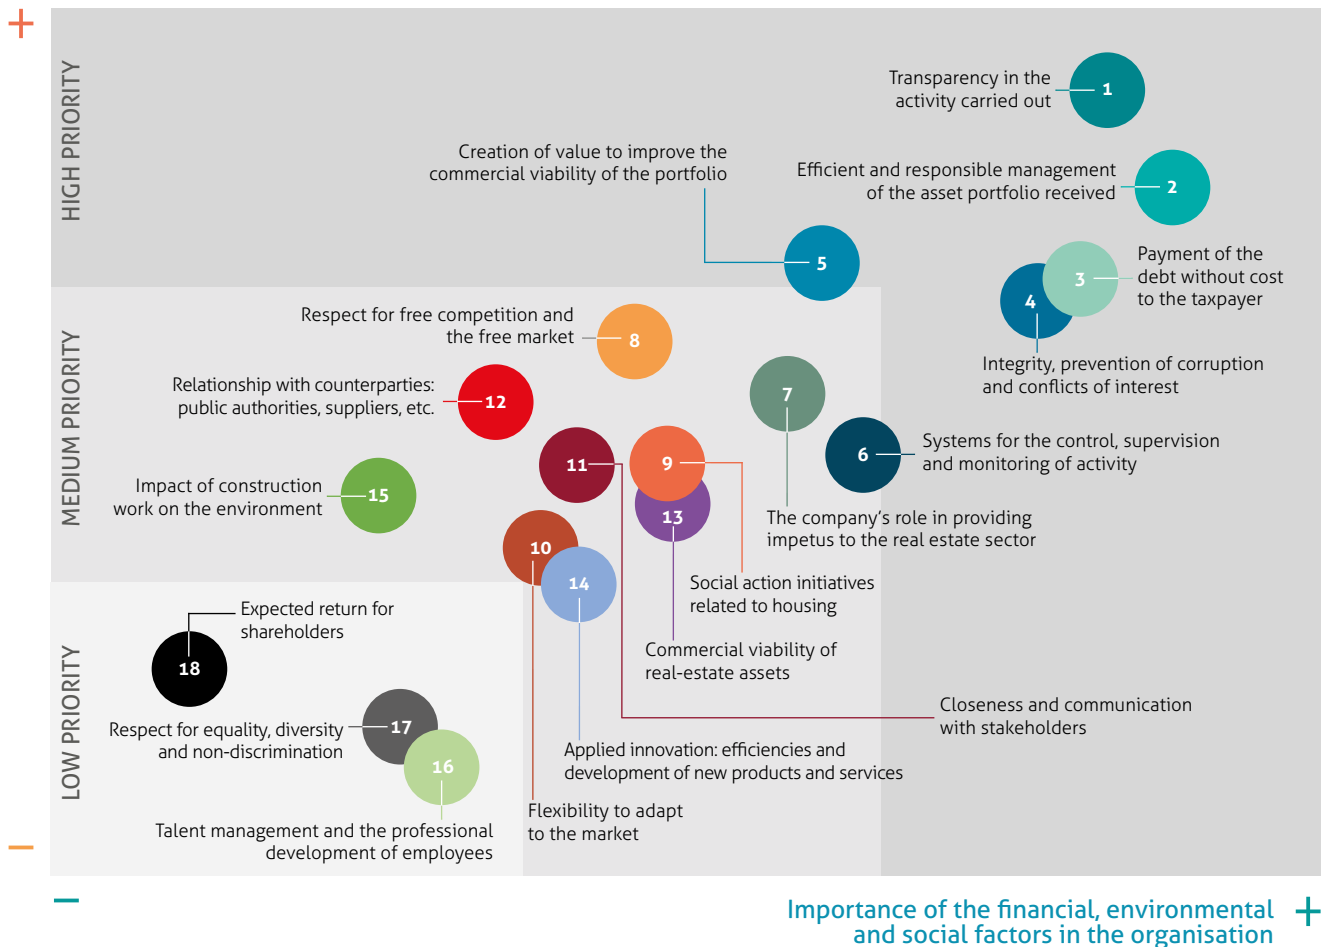 +
HIGH PRIORITY
Transparency in the
activity carried out
1
Creation of value to improve the
commercial viability of the portfolio
Efficient and responsible management
of the asset portfolio received
2
5
Payment of the
debt without cost
to the taxpayer
3
4
Integrity, prevention of corruption
and conflicts of interest
MEDIUM PRIORITY
Respect for free competition and
the free market
8
Relationship with counterparties:
public authorities, suppliers, etc.
12
7
6
Systems for the control, supervision
and monitoring of activity
11
9
Impact of construction
work on the environment
15
13
The company's role in providing
impetus to the real estate sector
10
14
Social action initiatives
related to housing
LOW PRIORITY
Expected return for
shareholders
18
Commercial viability of
real-estate assets
Closeness and communication
with stakeholders
Respect for equality, diversity
and non-discrimination
17
16
Applied innovation: efficiencies and
development of new products and services
Flexibility to adapt
to the market
Talent management and the professional
development of employees
–
–
Importance of the financial, environmental
and social factors in the organisation
+